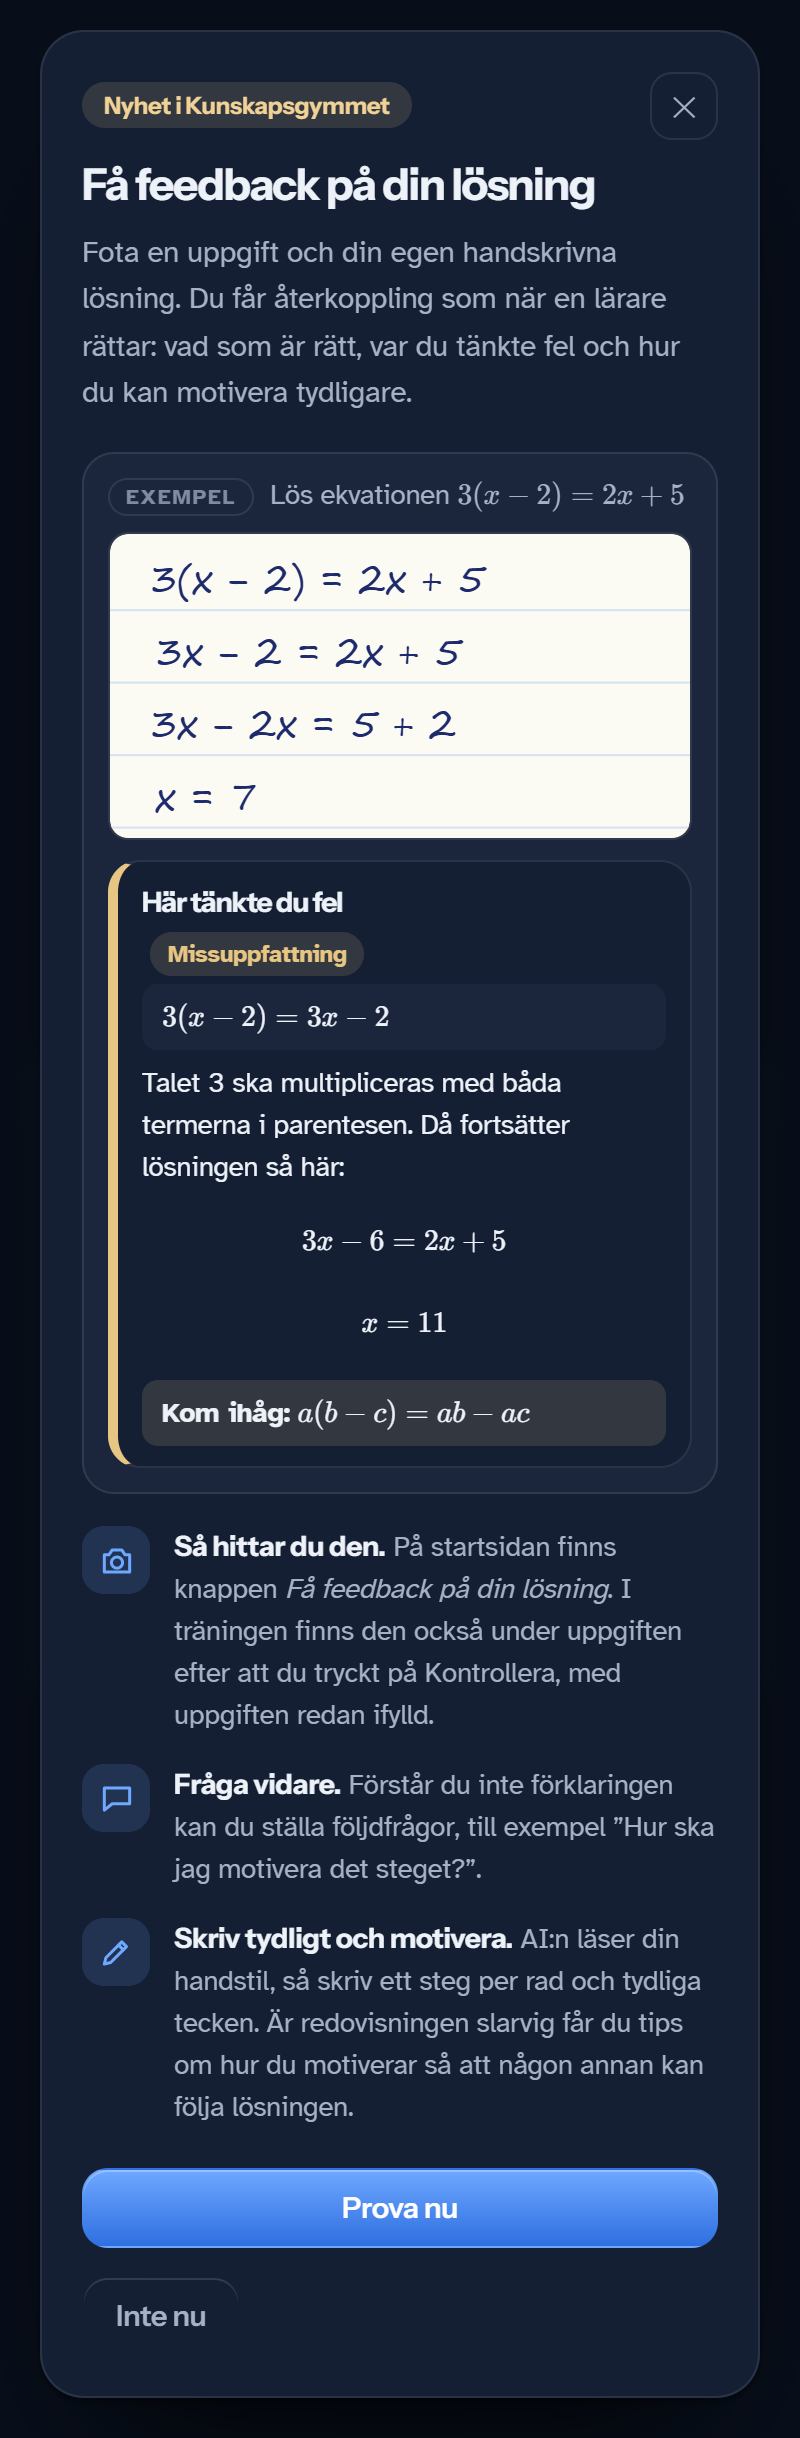 Nyhet i Kunskapsgymmet
Få feedback på din lösning
Fota en uppgift och din egen handskrivna
lösning. Du får återkoppling som när en lärare
rättar: vad som är rätt, var du tänkte fel och hur
du kan motivera tydligare.
EXEMPEL Lös ekvationen 3(x − 2) = 2x + 5
3(x − 2) = 2x + 5
3x − 2 = 2x + 5
3x − 2x = 5 + 2
x = 7
Här tänkte du fel
Missuppfattning
3(x − 2) = 3x − 2
Talet 3 ska multipliceras med båda
termerna i parentesen. Då fortsätter
lösningen så här:
3x − 6 = 2x + 5
x = 11
Kom ihåg: a(b − c) = ab − ac
Så hittar du den. På startsidan finns
knappen Få feedback på din lösning. I
träningen finns den också under uppgiften
efter att du tryckt på Kontrollera, med
uppgiften redan ifylld.
Fråga vidare. Förstår du inte förklaringen
kan du ställa följdfrågor, till exempel ”Hur ska
jag motivera det steget?”.
Skriv tydligt och motivera. AI:n läser din
handstil, så skriv ett steg per rad och tydliga
tecken. Är redovisningen slarvig får du tips
om hur du motiverar så att någon annan kan
följa lösningen.
Prova nu
Inte nu